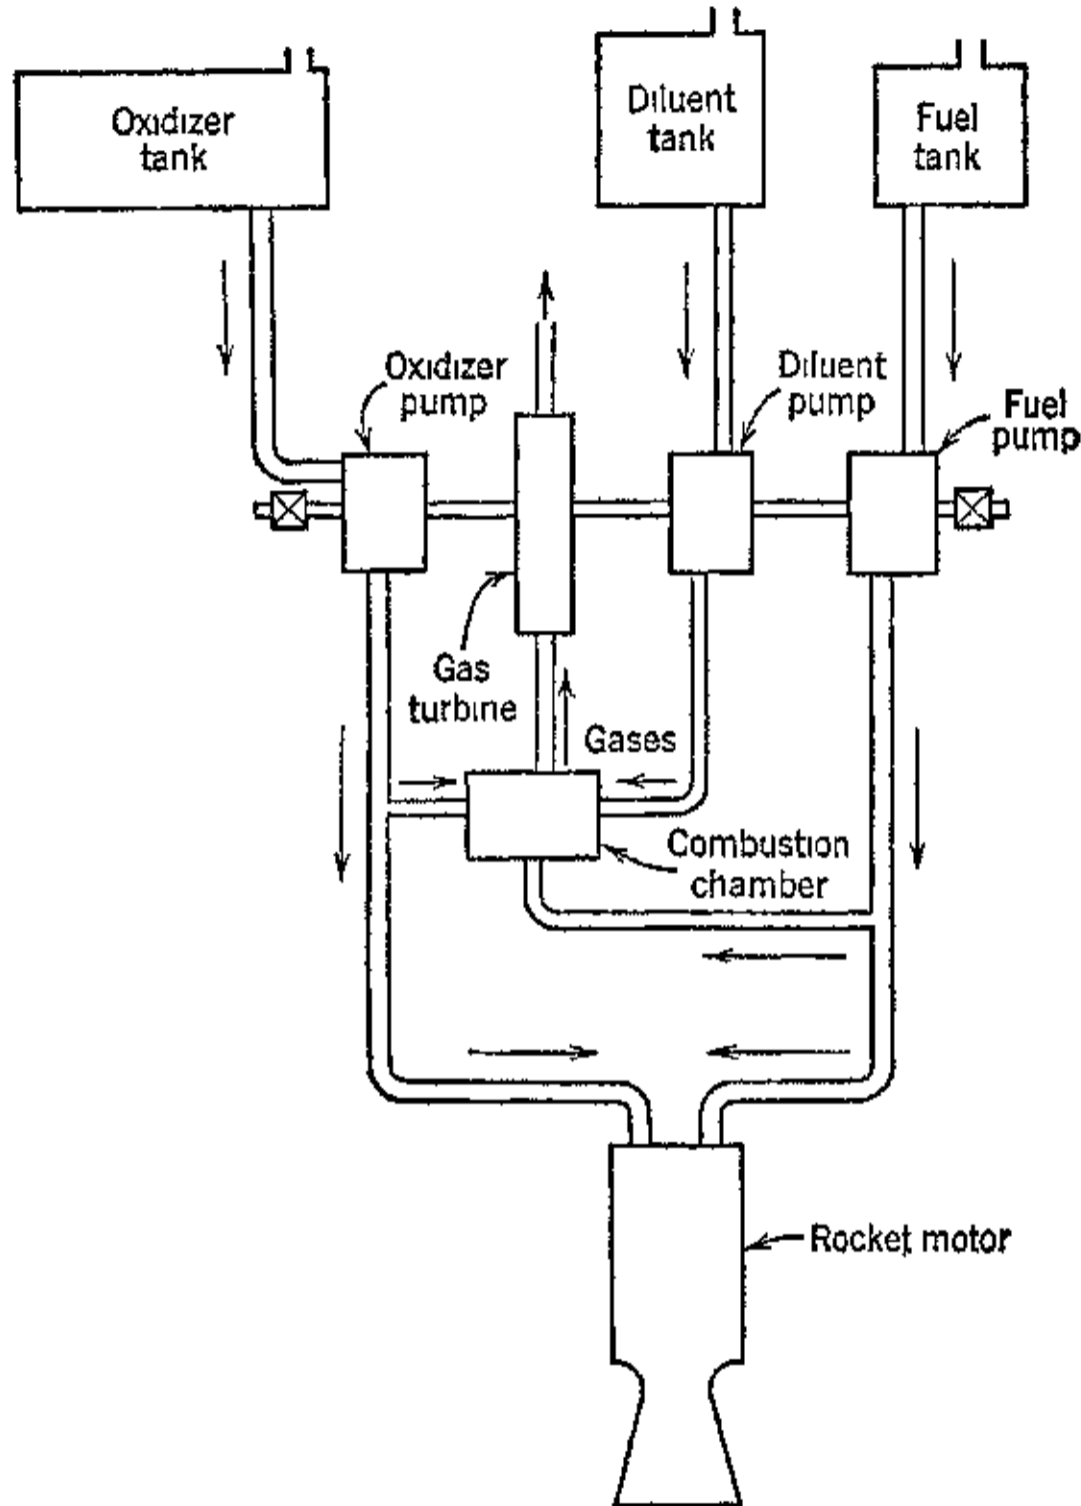 Oxidizer
tank
Diluent
tank
Fuel
tank
Oxidizer
pump
Diluent
pump
Fuel
pump
Gas
turbine
Gases
Combustion
chamber
Rocket motor